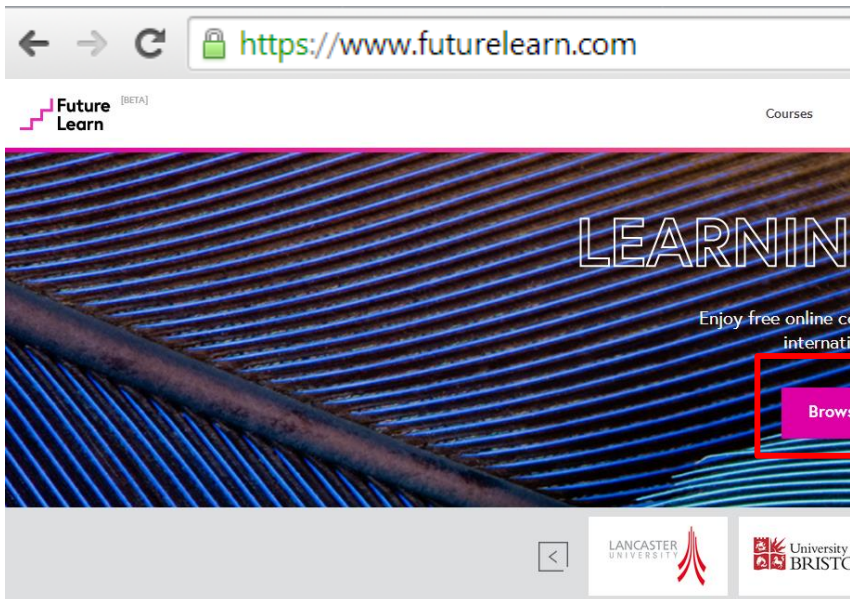 https://www.futurelearn.com
Future [BETA]
Learn
Courses
LEARNIN
Enjoy free online c
internati
Brows
LANCASTER
UNIVERSITY
University
BRISTO